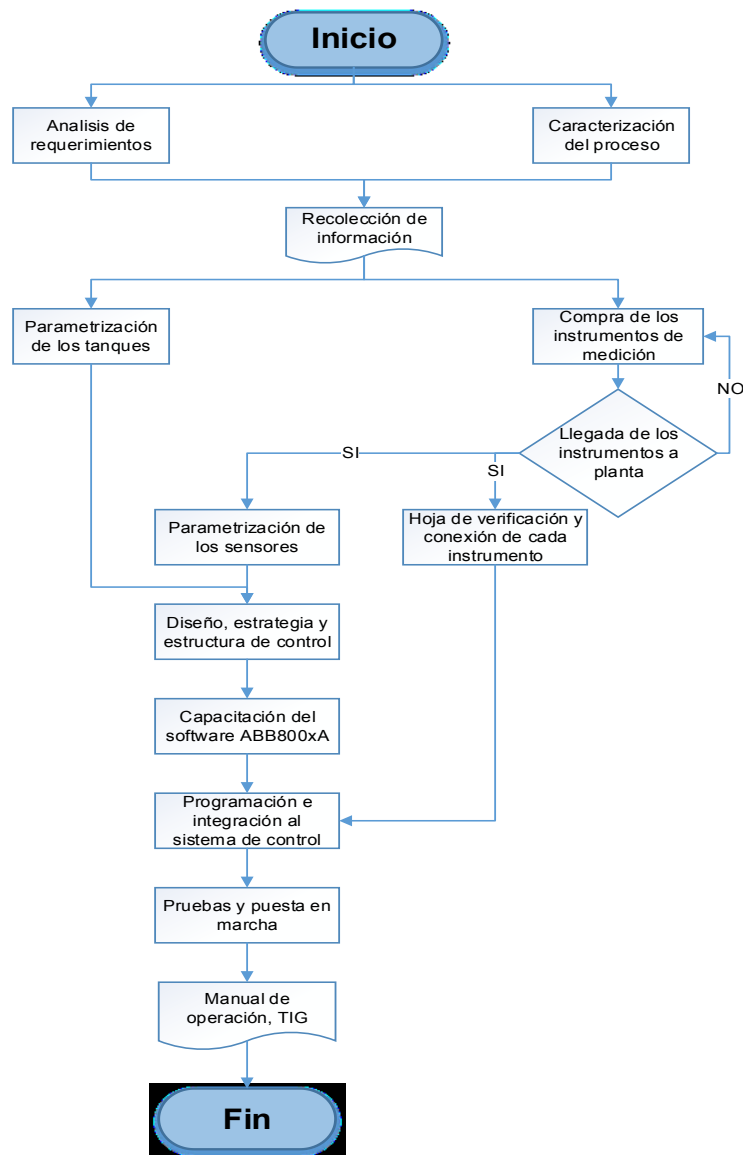 Inicio
Analisis de
requerimientos
Caracterización
del proceso
Recolección de
información
Parametrización
de los tanques
Compra de los
instrumentos de
medición
NO
Llegada de los
instrumentos a
planta
SI
SI
Parametrización de
los sensores
Hoja de verificación y
conexión de cada
instrumento
Diseño, estrategia y
estructura de control
Capacitación del
software ABB800xA
Programación e
integración al
sistema de control
Pruebas y puesta en
marcha
Manual de
operación, TIG
Fin